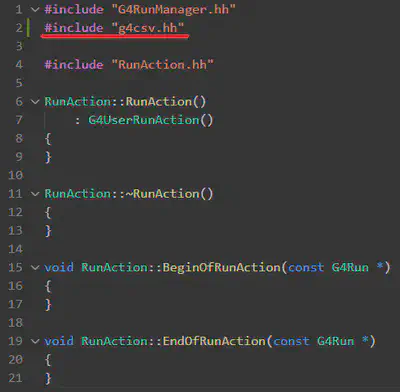 1 #include "G4RunManager.hh"
2 #include "g4csv.hh"
3
4 #include "RunAction.hh"
5
6 RunAction::RunAction()
7     : G4UserRunAction()
8 {
9 }
10
11 RunAction::~RunAction()
12 {
13 }
14
15 void RunAction::BeginOfRunAction(const G4Run *)
16 {
17 }
18
19 void RunAction::EndOfRunAction(const G4Run *)
20 {
21 }